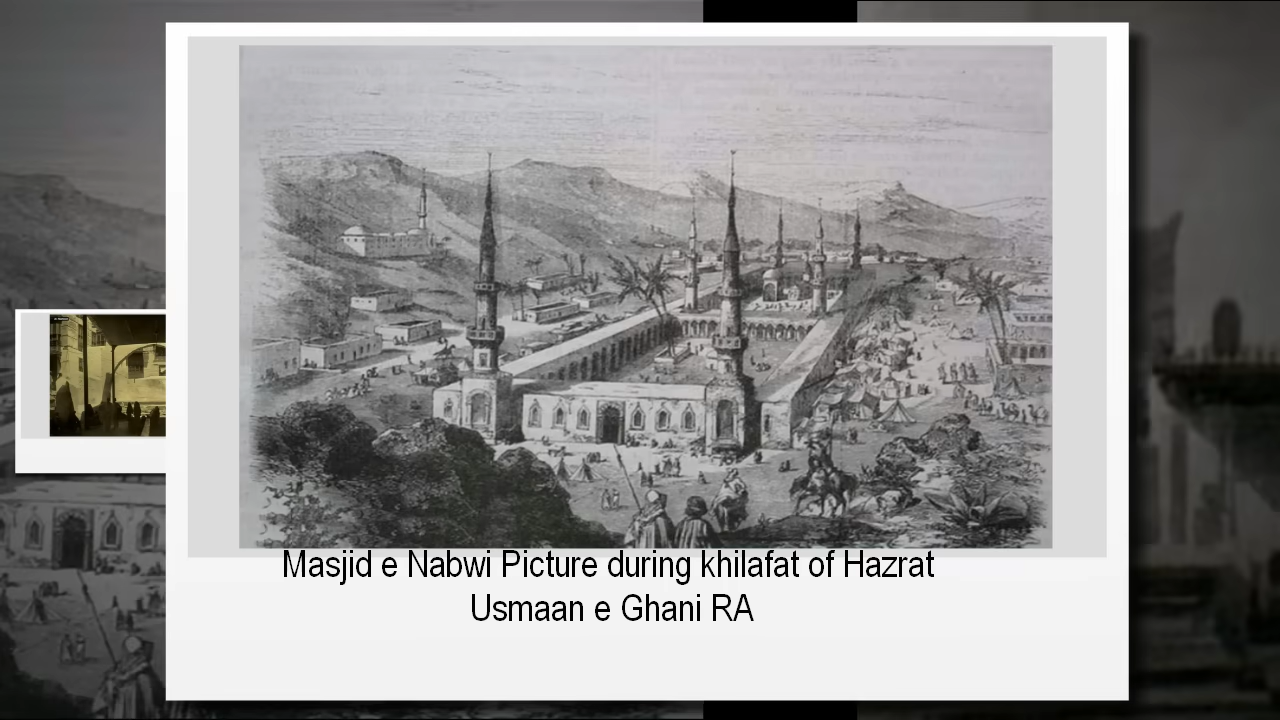 Masjid e Nabwi Picture during khilafat of Hazrat
Usmaan e Ghani RA